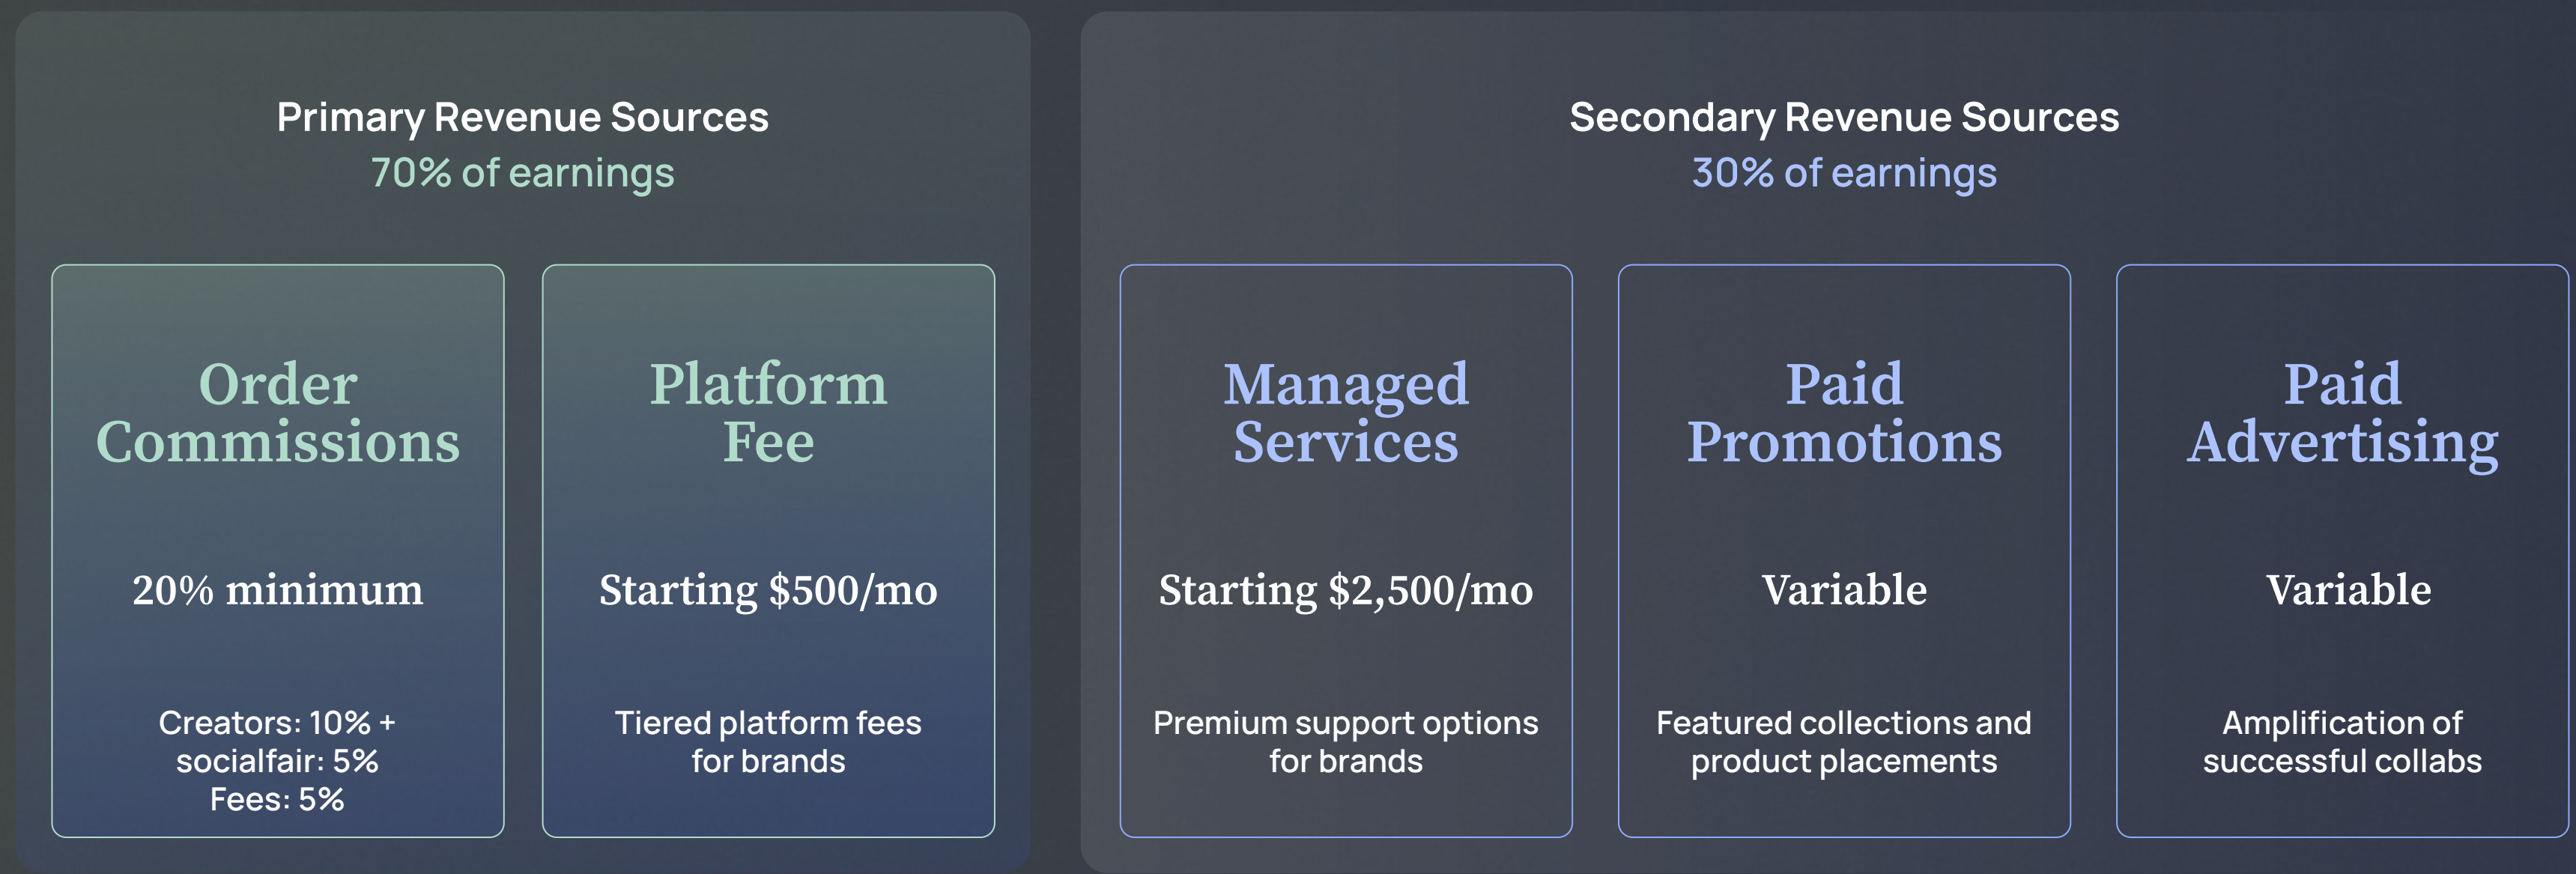 Primary Revenue Sources
70% of earnings
Order
Commissions
20% minimum
Creators: 10% +
socialfair: 5%
Fees: 5%
Platform
Fee
Starting $500/mo
Tiered platform fees
for brands
Secondary Revenue Sources
30% of earnings
Managed
Services
Starting $2,500/mo
Premium support options
for brands
Paid
Promotions
Variable
Featured collections and
product placements
Paid
Advertising
Variable
Amplification of
successful collabs